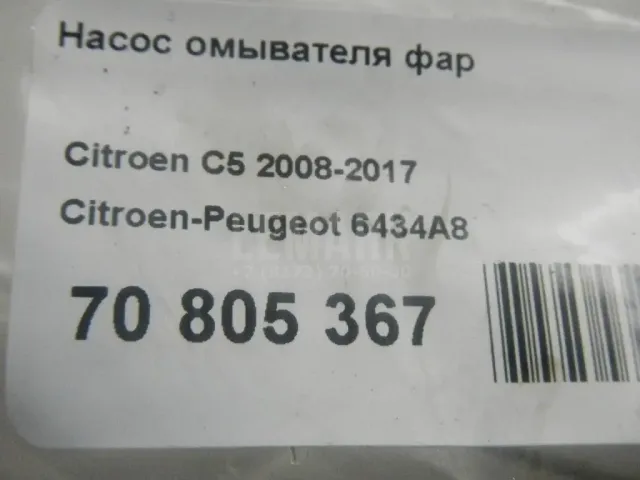 Насос омывателя фар
Citroen C5 2008-2017
Citroen-Peugeot 6434A8
70 805 367